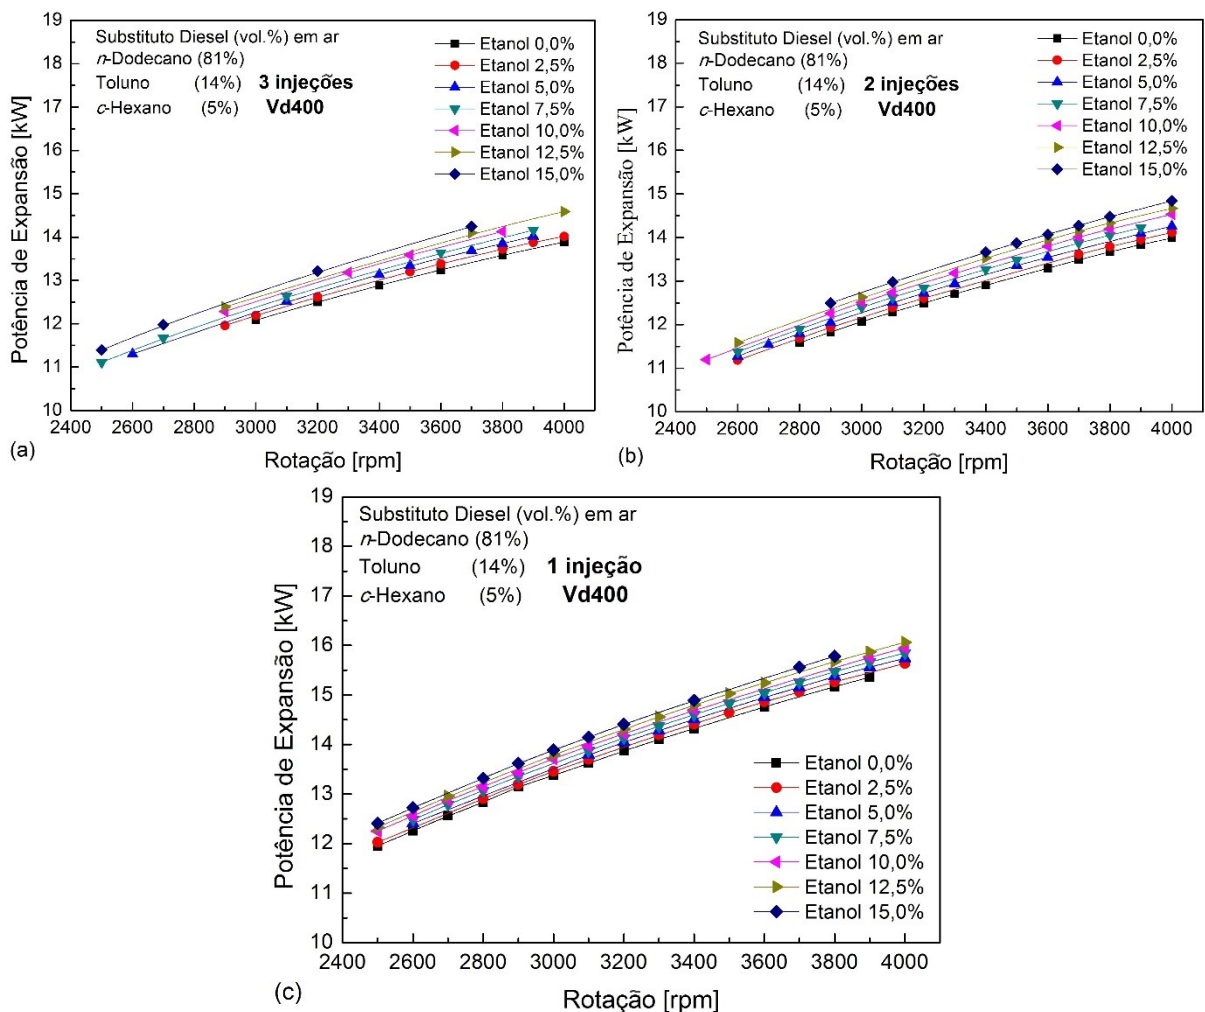 19
18
17
16
15
14
13
12
11
10
Potência de Expansão [kW]
Substituto Diesel (vol.%) em ar
n-Dodecano (81%)
Toluno (14%) 3 injeções
c-Hexano (5%) Vd400
Etanol 0,0%
Etanol 2,5%
Etanol 5,0%
Etanol 7,5%
Etanol 10,0%
Etanol 12,5%
Etanol 15,0%
2400 2600 2800 3000 3200 3400 3600 3800 4000
(a)
Rotação [rpm]
19
18
17
16
15
14
13
12
11
10
Potência de Expansão [kW]
Substituto Diesel (vol.%) em ar
n-Dodecano (81%)
Toluno (14%) 2 injeções
c-Hexano (5%) Vd400
Etanol 0,0%
Etanol 2,5%
Etanol 5,0%
Etanol 7,5%
Etanol 10,0%
Etanol 12,5%
Etanol 15,0%
2400 2600 2800 3000 3200 3400 3600 3800 4000
(b)
Rotação [rpm]
19
18
17
16
15
14
13
12
11
10
Potência de Expansão [kW]
Substituto Diesel (vol.%) em ar
n-Dodecano (81%)
Toluno (14%) 1 injeção
c-Hexano (5%) Vd400
Etanol 0,0%
Etanol 2,5%
Etanol 5,0%
Etanol 7,5%
Etanol 10,0%
Etanol 12,5%
Etanol 15,0%
2400 2600 2800 3000 3200 3400 3600 3800 4000
(c)
Rotação [rpm]